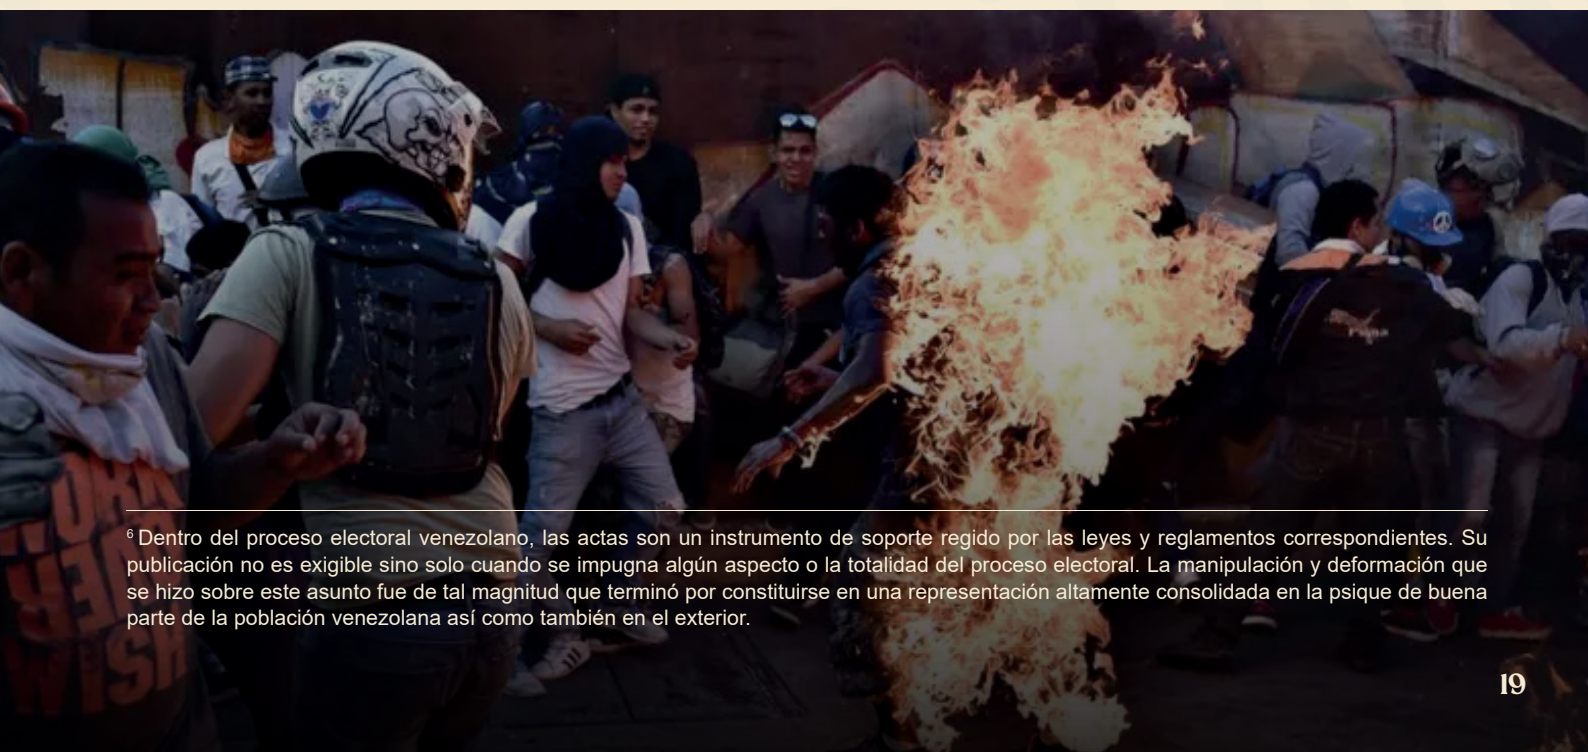 ⁶ Dentro del proceso electoral venezolano, las actas son un instrumento de soporte regido por las leyes y reglamentos correspondientes. Su
publicación no es exigible sino solo cuando se impugna algún aspecto o la totalidad del proceso electoral. La manipulación y deformación que
se hizo sobre este asunto fue de tal magnitud que terminó por constituirse en una representación altamente consolidada en la psique de buena
parte de la población venezolana así como también en el exterior.
19
WISH